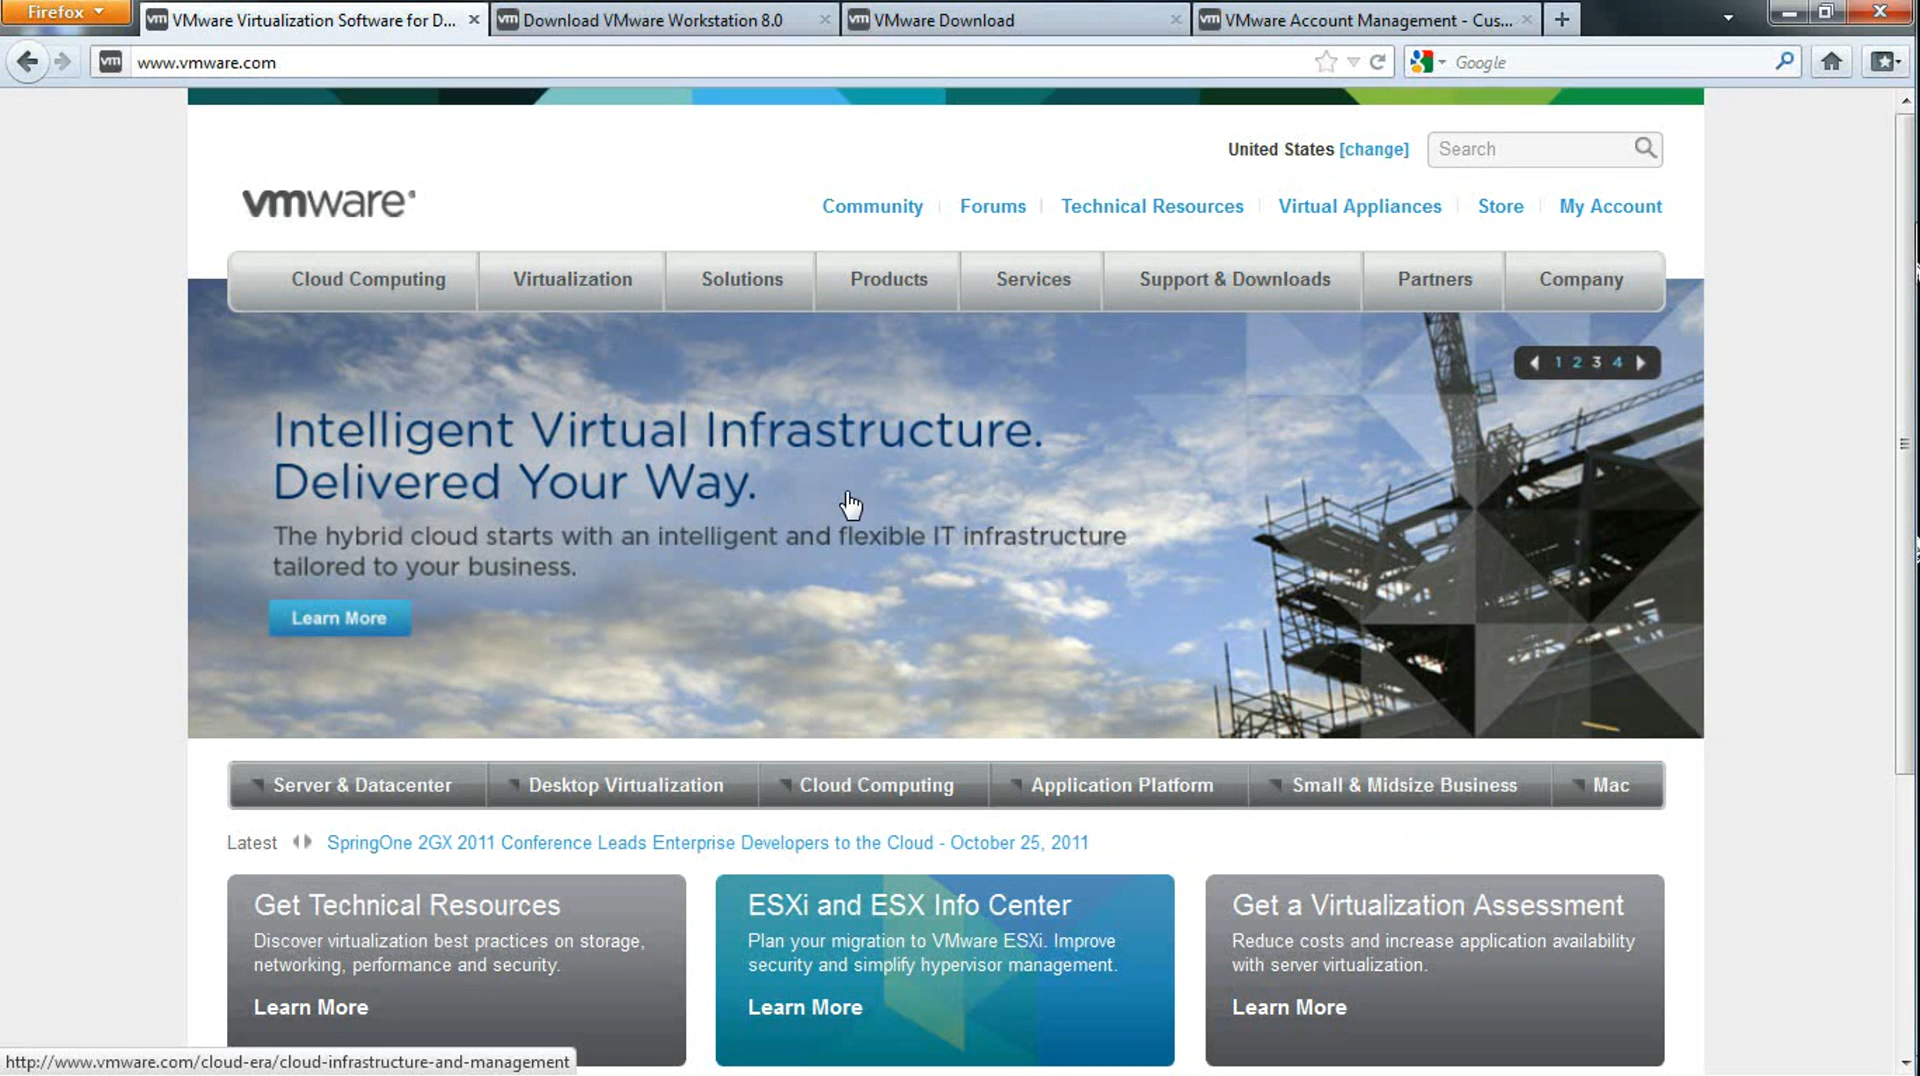 Firefox
VMware Virtualization Software for D...
Download VMware Workstation 8.0
VMware Download
VMware Account Management - Cus...
vm
www.vmware.com
Google
United States [change]
Search
vmware
Community
Forums
Technical Resources
Virtual Appliances
Store
My Account
Cloud Computing
Virtualization
Solutions
Products
Services
Support & Downloads
Partners
Company
1 2 3 4
Intelligent Virtual Infrastructure.
Delivered Your Way.
The hybrid cloud starts with an intelligent and flexible IT infrastructure
tailored to your business.
Learn More
Server & Datacenter
Desktop Virtualization
Cloud Computing
Application Platform
Small & Midsize Business
Mac
Latest
SpringOne 2GX 2011 Conference Leads Enterprise Developers to the Cloud - October 25, 2011
Get Technical Resources
Discover virtualization best practices on storage,
networking, performance and security.
Learn More
ESXi and ESX Info Center
Plan your migration to VMware ESXi. Improve
security and simplify hypervisor management.
Learn More
Get a Virtualization Assessment
Reduce costs and increase application availability
with server virtualization.
Learn More
http://www.vmware.com/cloud-era/cloud-infrastructure-and-management